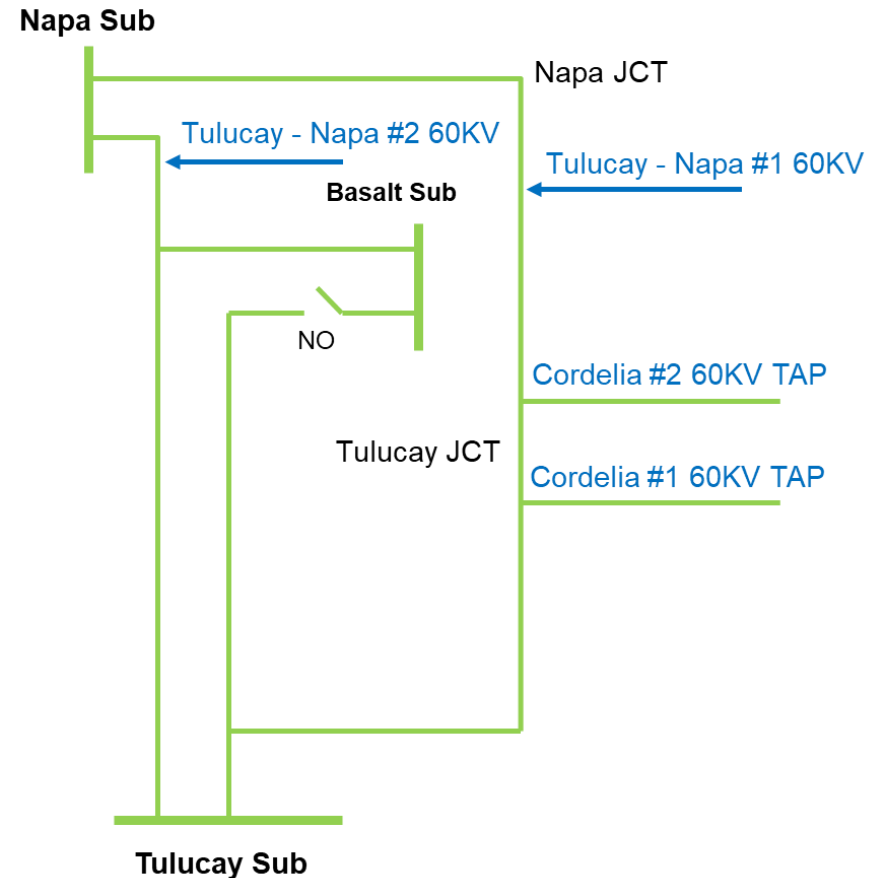 Napa Sub
Napa JCT
Tulucay - Napa #2 60KV
Tulucay - Napa #1 60KV
Basalt Sub
NO
Cordelia #2 60KV TAP
Tulucay JCT
Cordelia #1 60KV TAP
Tulucay Sub